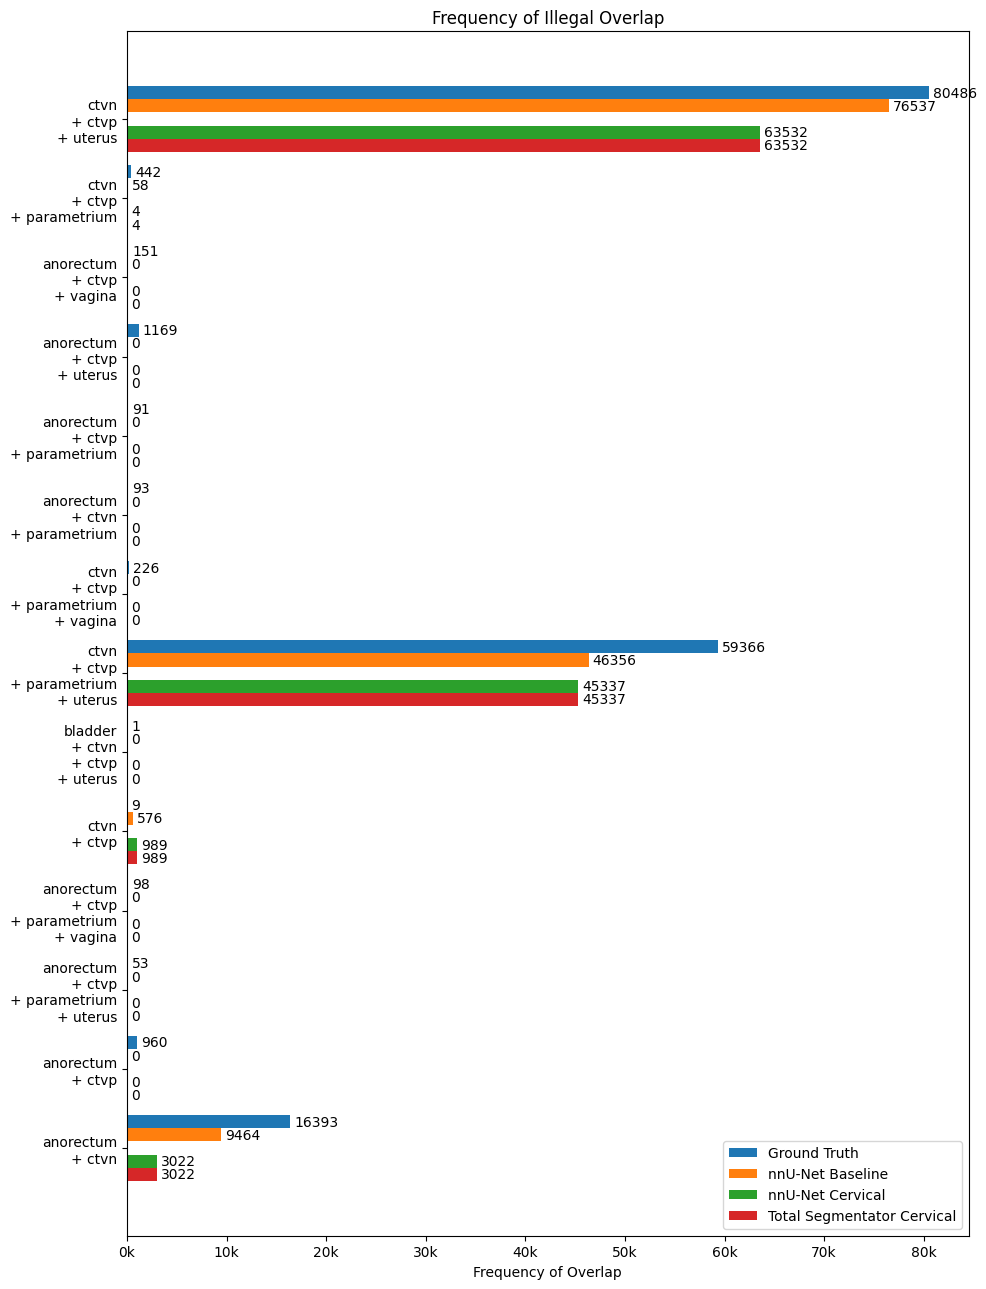 Frequency of Illegal Overlap
ctvn
+ ctvp
+ uterus
80486
76537
63532
63532
ctvn
+ ctvp
+ parametrium
442
58
4
4
anorectum
+ ctvp
+ vagina
151
0
0
0
anorectum
+ ctvp
+ uterus
1169
0
0
0
anorectum
+ ctvp
+ parametrium
91
0
0
0
anorectum
+ ctvn
+ parametrium
93
0
0
0
ctvn
+ ctvp
+ parametrium
+ vagina
226
0
0
0
ctvn
+ ctvp
+ parametrium
+ uterus
59366
46356
45337
45337
bladder
+ ctvn
+ ctvp
+ uterus
1
0
0
0
ctvn
+ ctvp
9
576
989
989
anorectum
+ ctvp
+ parametrium
+ vagina
98
0
0
0
anorectum
+ ctvp
+ parametrium
+ uterus
53
0
0
0
anorectum
+ ctvp
960
0
0
0
anorectum
+ ctvn
16393
9464
3022
3022
Ground Truth
nnU-Net Baseline
nnU-Net Cervical
Total Segmentator Cervical
0k 10k 20k 30k 40k 50k 60k 70k 80k
Frequency of Overlap